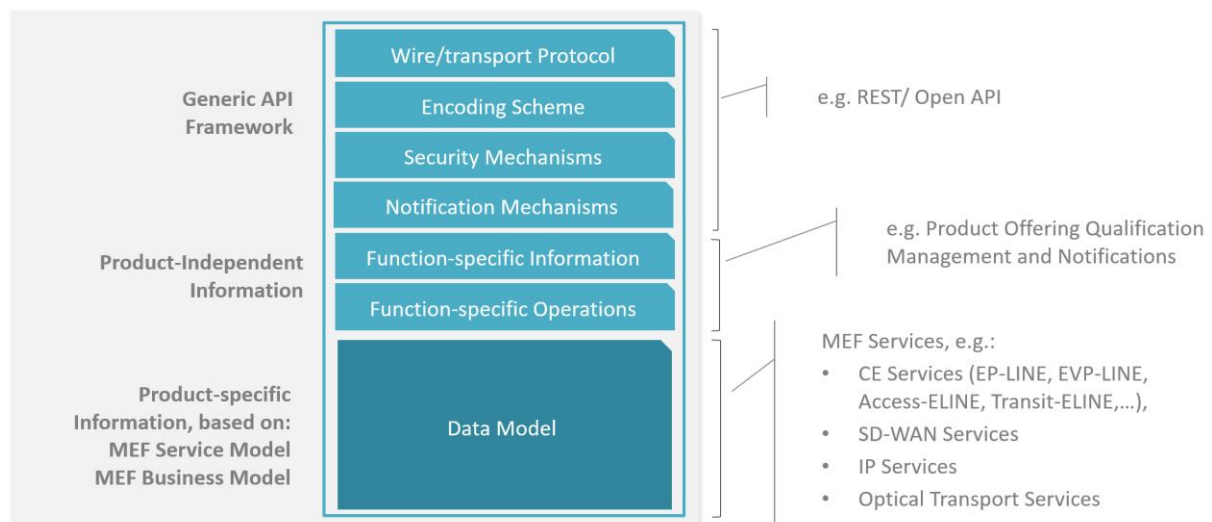 Wire/transport Protocol
Generic API
Framework
Encoding Scheme
e.g. REST/ Open API
Security Mechanisms
Notification Mechanisms
Product-Independent
Information
Function-specific Information
Function-specific Operations
e.g. Product Offering Qualification
Management and Notifications
Product-specific
Information, based on:
MEF Service Model
MEF Business Model
Data Model
MEF Services, e.g.:
• CE Services (EP-LINE, EVP-LINE,
Access-ELINE, Transit-ELINE,...),
• SD-WAN Services
• IP Services
• Optical Transport Services